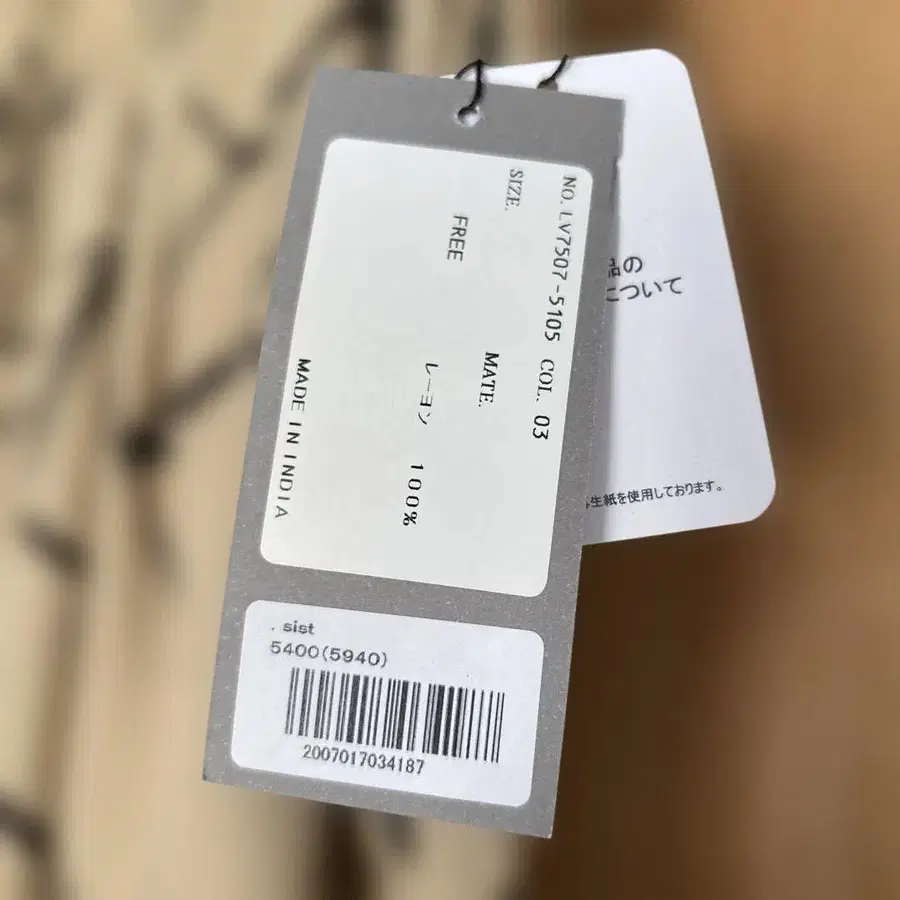 NO. LV7507-5105 COL. 03
SIZE. MATE.
FREE レーヨン 100%
MADE IN INDIA
. sist
5400(5940)
2007017034187
の
について
生紙を使用しております。